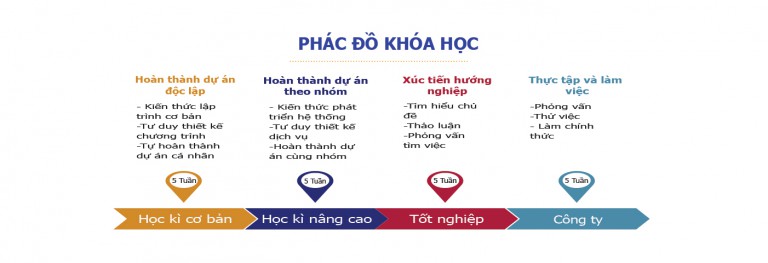 PHÁC ĐỒ KHÓA HỌC
Hoàn thành dự án
độc lập
- Kiến thức lập
trình cơ bản
-Tư duy thiết kế
chương trình
-Tự hoàn thành
dự án cá nhân
5 Tuần
Học kì cơ bản
Hoàn thành dự án
theo nhóm
- Kiến thức phát
triển hệ thống
-Tư duy thiết kế
dịch vụ
-Hoàn thành dự
án cùng nhóm
5 Tuần
Học kì nâng cao
Xúc tiến hướng
nghiệp
-Tìm hiểu chủ
đề
-Thảo luận
-Phỏng vấn
tìm việc
5 Tuần
Tốt nghiệp
Thực tập và làm
việc
-Phỏng vấn
-Thử việc
- Làm chính
thức
5 Tuần
Công ty